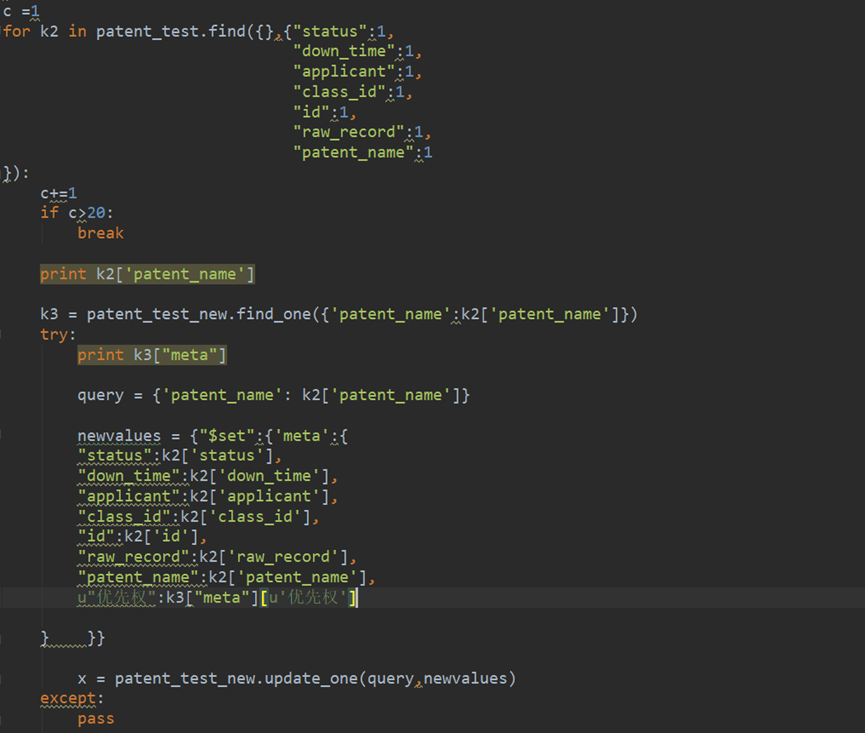 c =1
for k2 in patent_test.find({},{"status":1,
"down_time":1,
"applicant":1,
"class_id":1,
"id":1,
"raw_record":1,
"patent_name":1
}):
c+=1
if c>20:
break
print k2['patent_name']
k3 = patent_test_new.find_one({'patent_name':k2['patent_name']})
try:
print k3["meta"]
query = {'patent_name': k2['patent_name']}
newvalues = {"$set":{'meta':{
"status":k2['status'],
"down_time":k2['down_time'],
"applicant":k2['applicant'],
"class_id":k2['class_id'],
"id":k2['id'],
"raw_record":k2['raw_record'],
"patent_name":k2['patent_name'],
u"优先权":k3["meta"][u'优先权']
} }}
x = patent_test_new.update_one(query,newvalues)
except:
pass